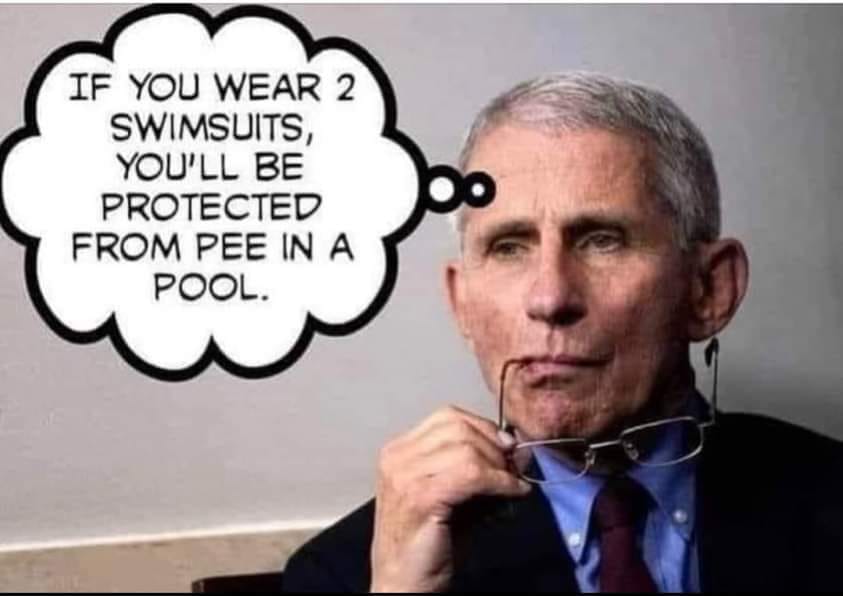 IF YOU WEAR 2
SWIMSUITS,
YOU'LL BE
PROTECTED
FROM PEE IN A
POOL.